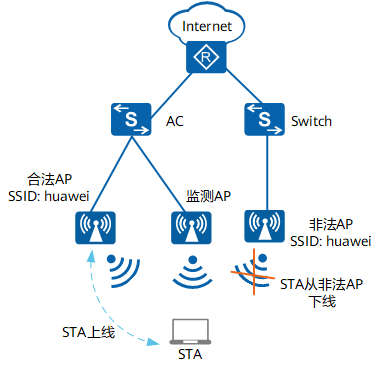 Internet
R
S
AC
S
Switch
合法AP
SSID: huawei
监测AP
非法AP
SSID: huawei
STA从非法AP
下线
STA上线
STA